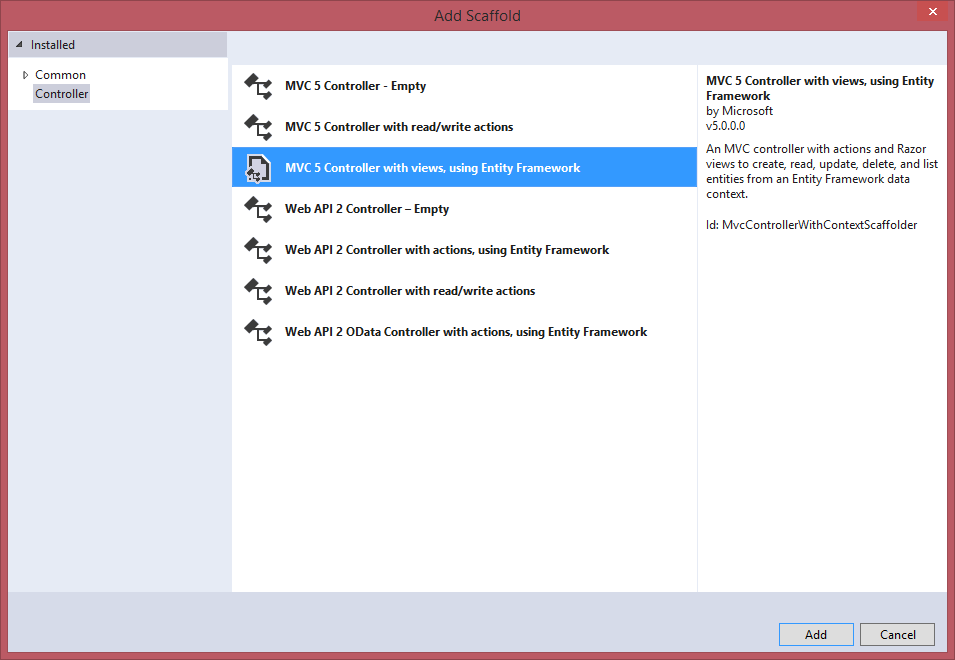 Add Scaffold
Installed
Common
Controller
MVC 5 Controller - Empty
MVC 5 Controller with read/write actions
MVC 5 Controller with views, using Entity Framework
Web API 2 Controller – Empty
Web API 2 Controller with actions, using Entity Framework
Web API 2 Controller with read/write actions
Web API 2 OData Controller with actions, using Entity Framework
MVC 5 Controller with views, using Entity
Framework
by Microsoft
v5.0.0.0
An MVC controller with actions and Razor
views to create, read, update, delete, and list
entities from an Entity Framework data
context.
Id: MvcControllerWithContextScaffolder
Add
Cancel